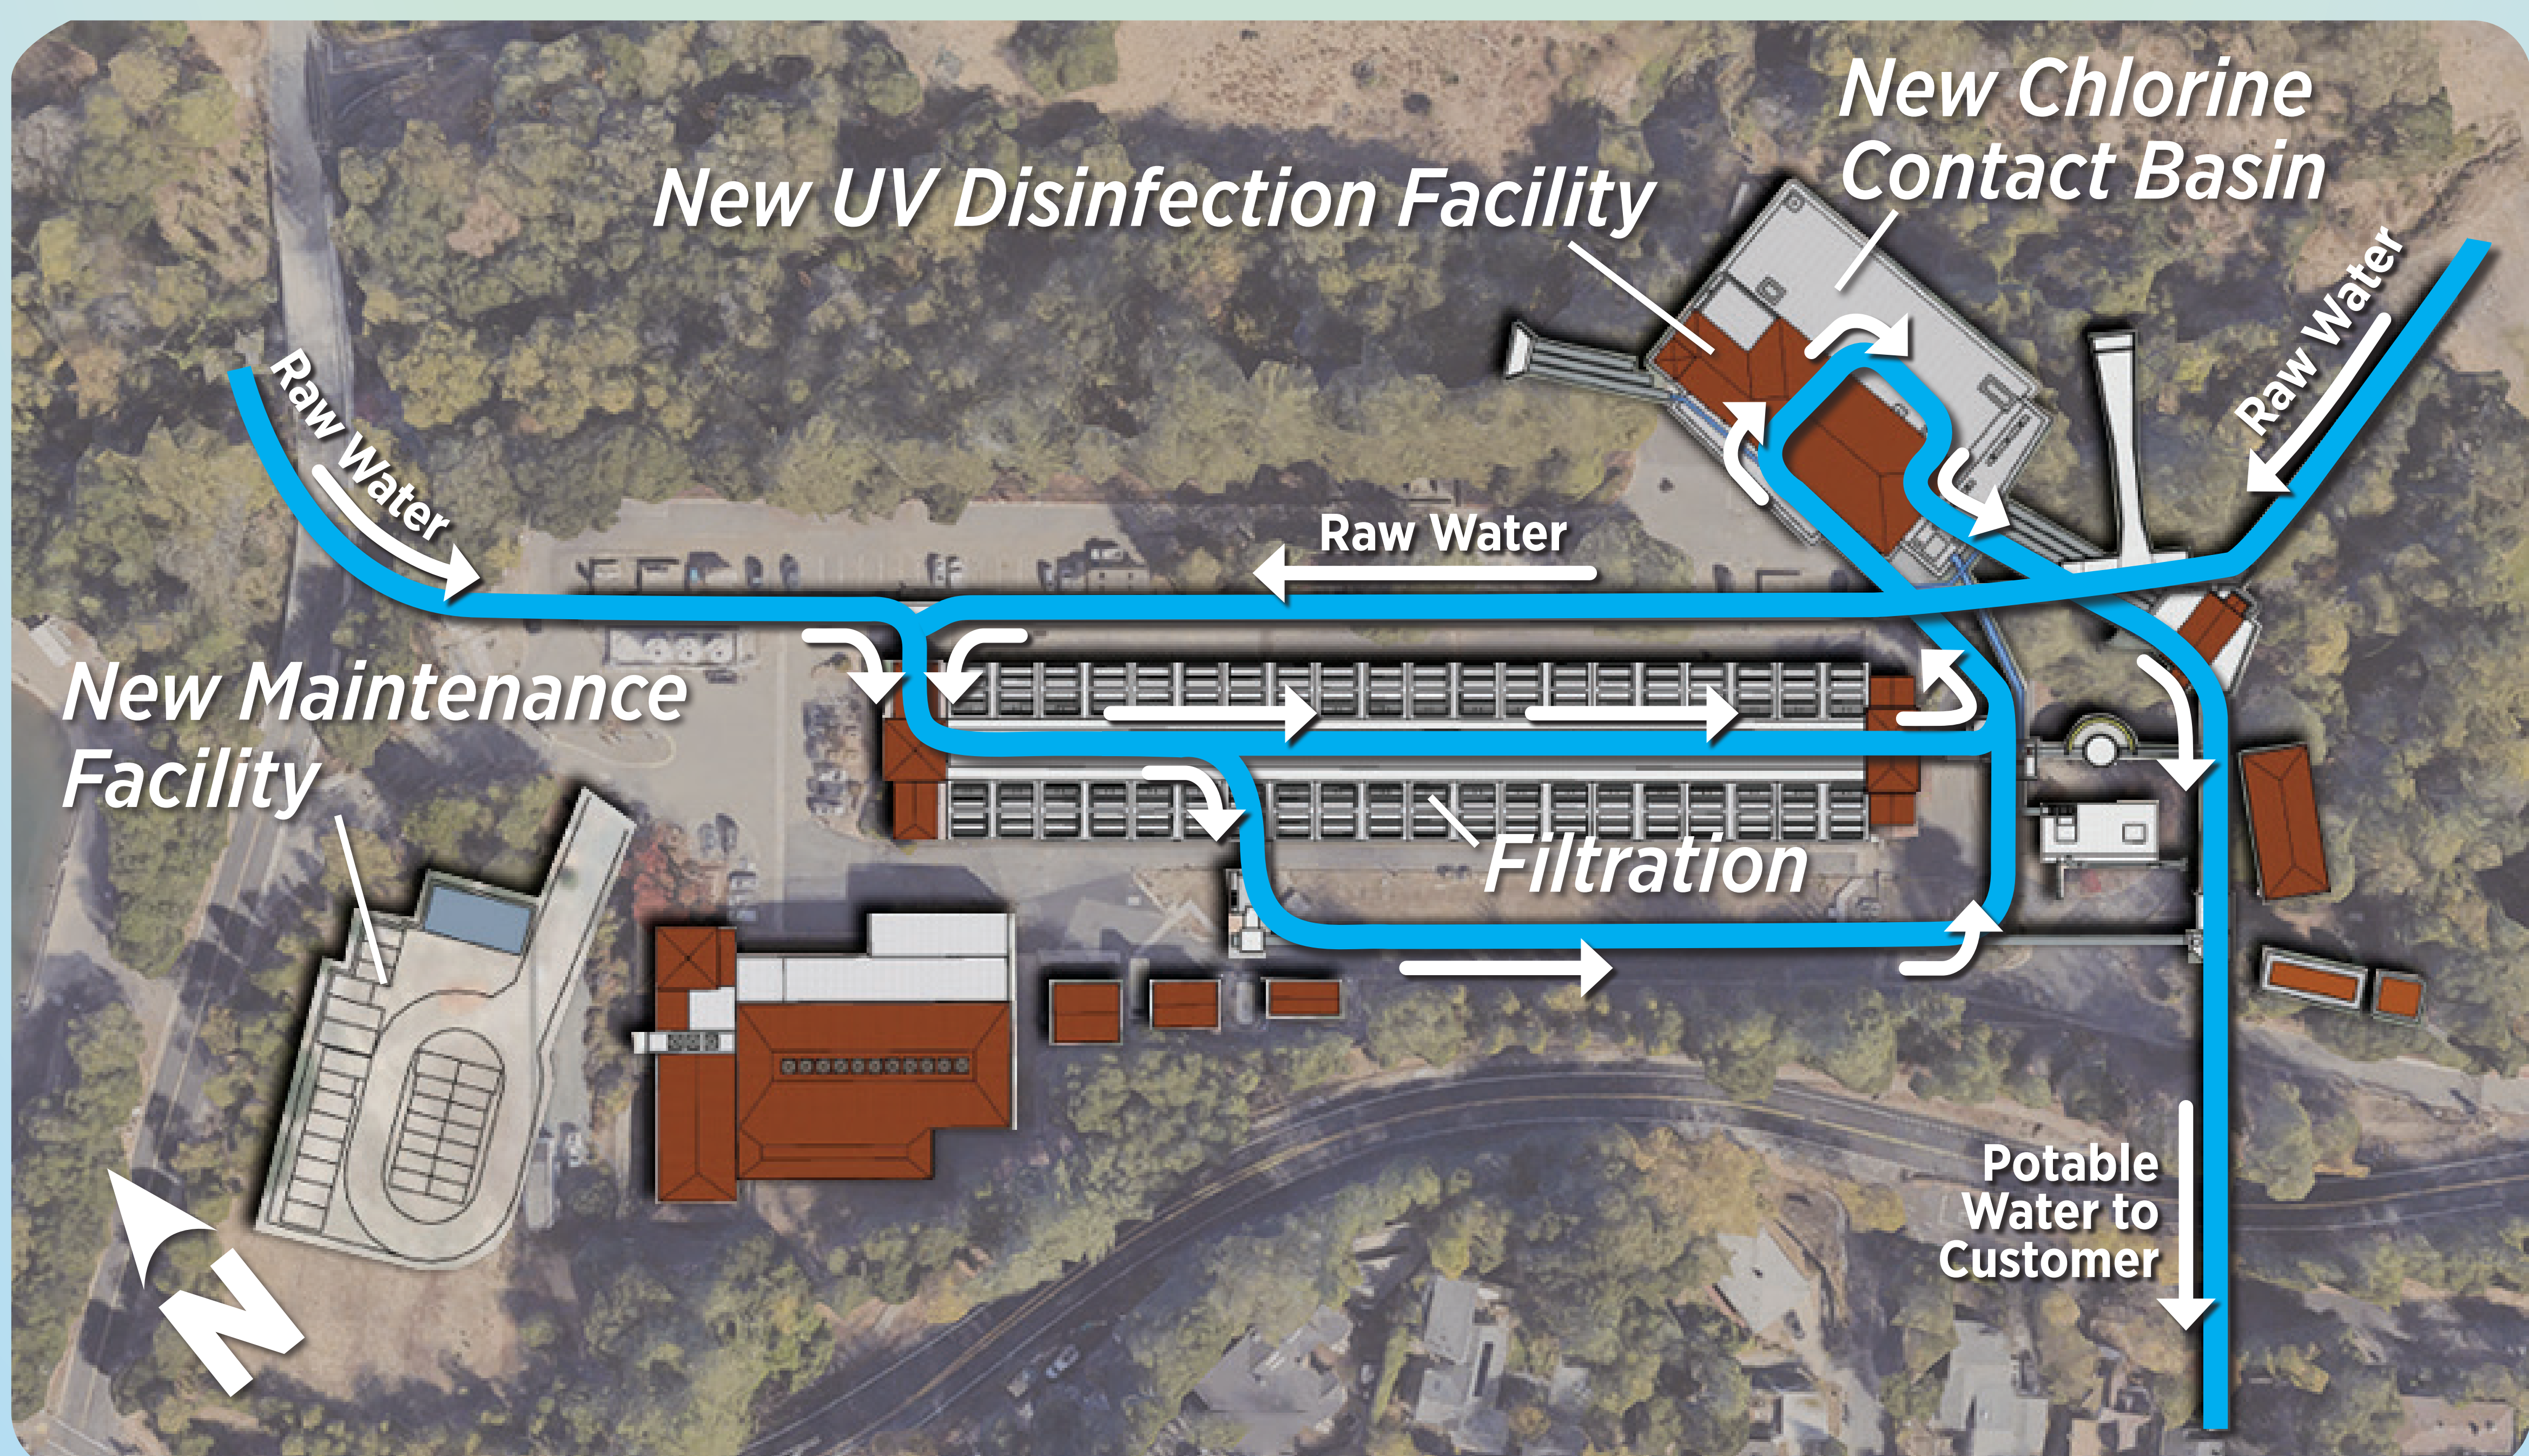 New Chlorine
Contact Basin
New UV Disinfection Facility
Raw Water
Raw Water
Raw Water
New Maintenance
Facility
Filtration
Potable
Water to
Customer
N